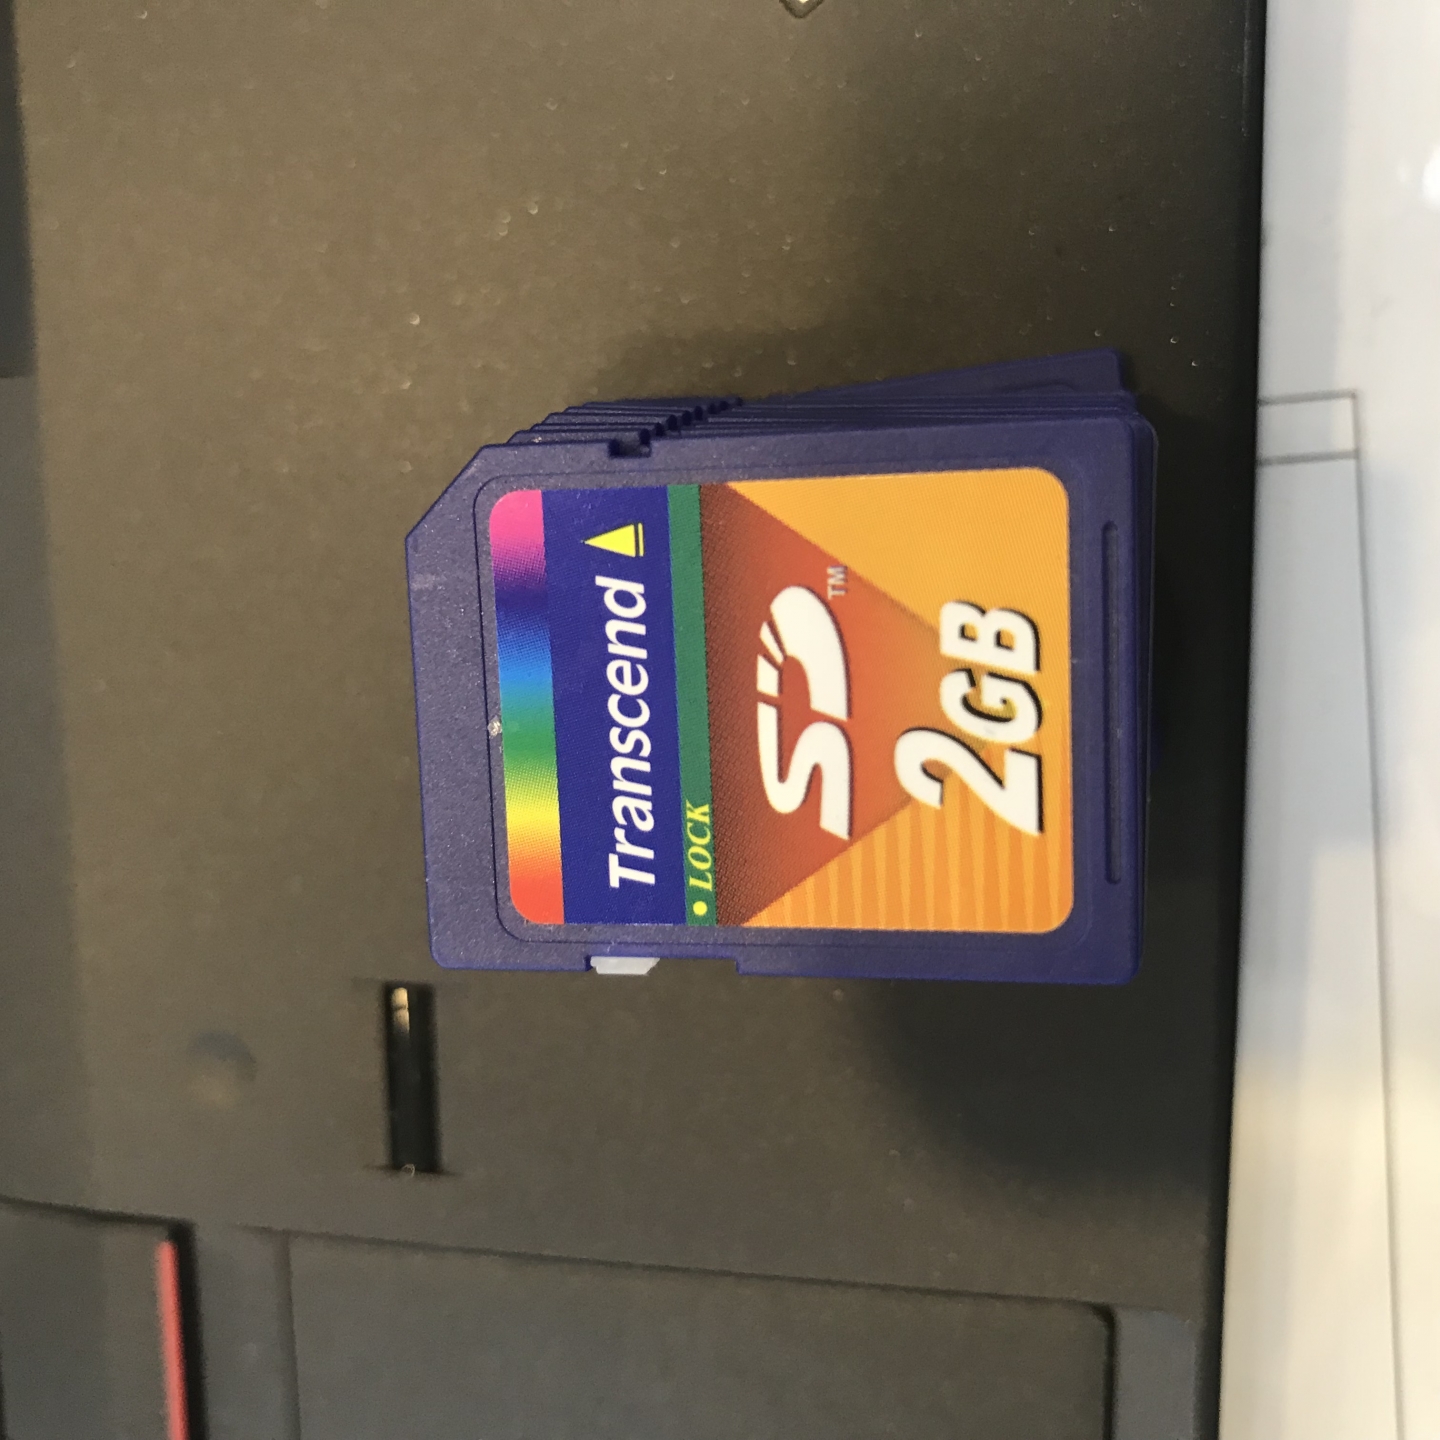 Transcend
• LOCK
SD™
2GB